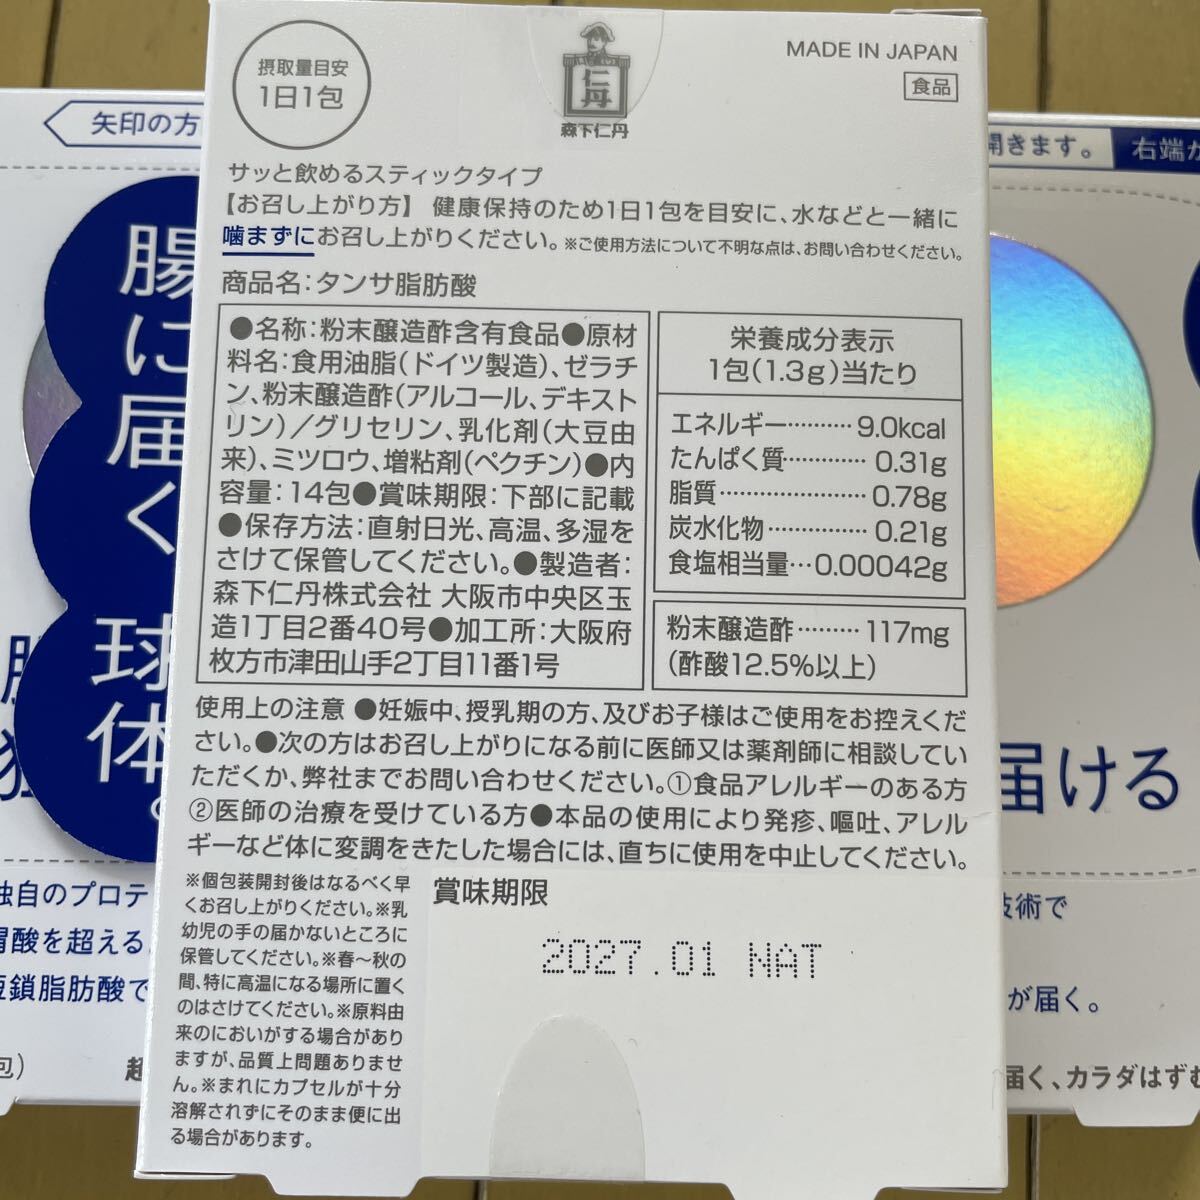 摂取量目安
1日1包
仁丹
森下仁丹
MADE IN JAPAN
食品
サッと飲めるスティックタイプ
【お召し上がり方】 健康保持のため1日1包を目安に、水などと一緒に
噛まずにお召し上がりください。※ご使用方法について不明な点は、お問い合わせください。
商品名:タンサ脂肪酸
●名称:粉末醸造酢含有食品●原材
料名:食用油脂(ドイツ製造)、ゼラチ
ン、粉末醸造酢(アルコール、デキスト
リン)/グリセリン、乳化剤(大豆由
来)、ミツロウ、増粘剤(ペクチン)●内
容量:14包●賞味期限:下部に記載
●保存方法:直射日光、高温、多湿を
さけて保管してください。●製造者:
森下仁丹株式会社 大阪市中央区玉
造1丁目2番40号●加工所:大阪府
枚方市津田山手2丁目11番1号
栄養成分表示
1包(1.3g)当たり
エネルギー………9.0kcal
たんぱく質…………0.31g
脂質…………………0.78g
炭水化物……………0.21g
食塩相当量…0.00042g
粉末醸造酢………117mg
(酢酸12.5%以上)
使用上の注意 ●妊娠中、授乳期の方、及びお子様はご使用をお控えくだ
さい。●次の方はお召し上がりになる前に医師又は薬剤師に相談してい
ただくか、弊社までお問い合わせください。①食品アレルギーのある方
②医師の治療を受けている方●本品の使用により発疹、嘔吐、アレル
ギーなど体に変調をきたした場合には、直ちに使用を中止してください。
※個包装開封後はなるべく早
くお召し上がりください。※乳
幼児の手の届かないところに
保管してください。※春〜秋の
間、特に高温になる場所に置く
のはさけてください。※原料由
来のにおいがする場合があり
ますが、品質上問題ありませ
ん。※まれにカプセルが十分
溶解されずにそのまま便に出
る場合があります。
賞味期限
2027.01 NAT
矢印の方
腸に届く
球体。
独自のプロテ
胃酸を超える
短鎖脂肪酸で
包)
開きます。
右端か
届ける
技術で
が届く。
届く、カラダはずむ